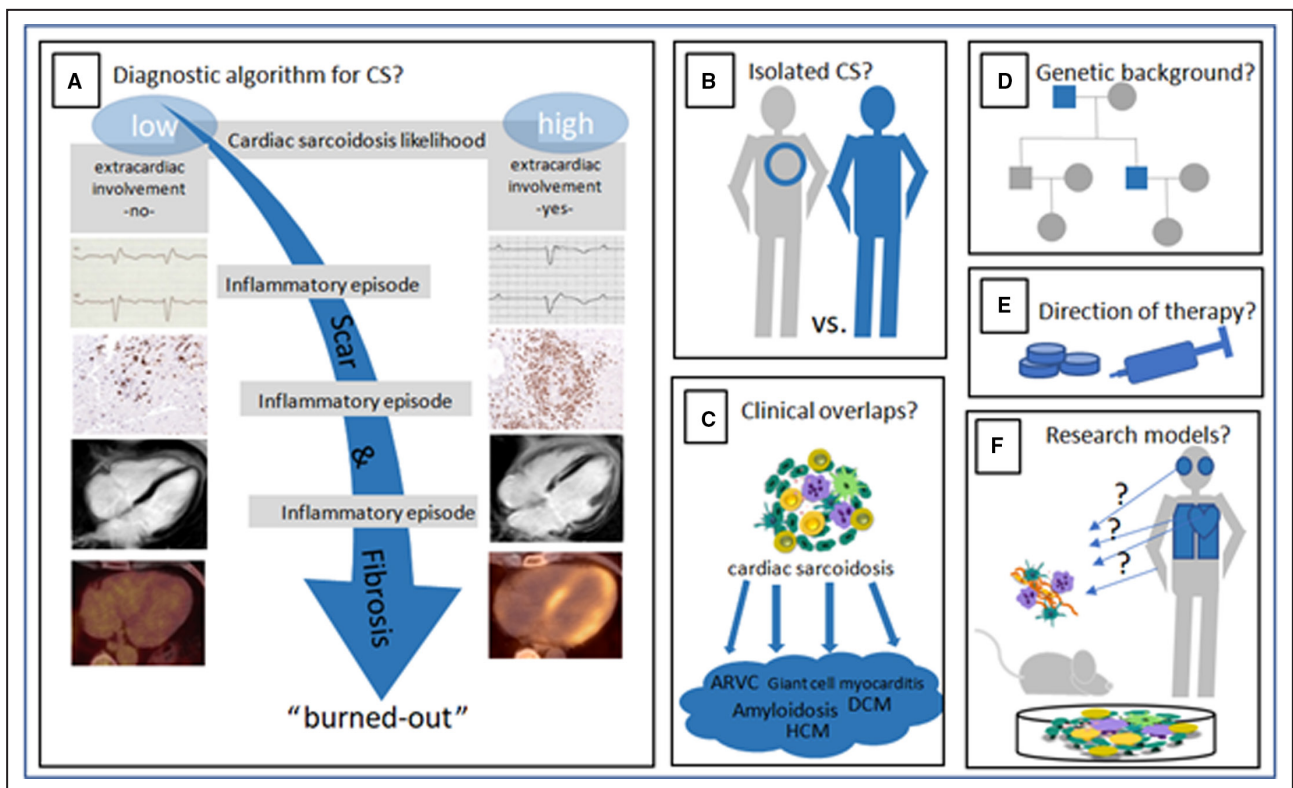 A
Diagnostic algorithm for CS?
low
high
Cardiac sarcoidosis likelihood
extracardiac
involvement
-no-
extracardiac
involvement
-yes-
Inflammatory episode
Scar
Inflammatory episode
&
Inflammatory episode
Fibrosis
“burned-out”
B
Isolated CS?
vs.
C
Clinical overlaps?
cardiac sarcoidosis
ARVC Giant cell myocarditis
Amyloidosis DCM
HCM
D
Genetic background?
E
Direction of therapy?
F
Research models?
?
?
?